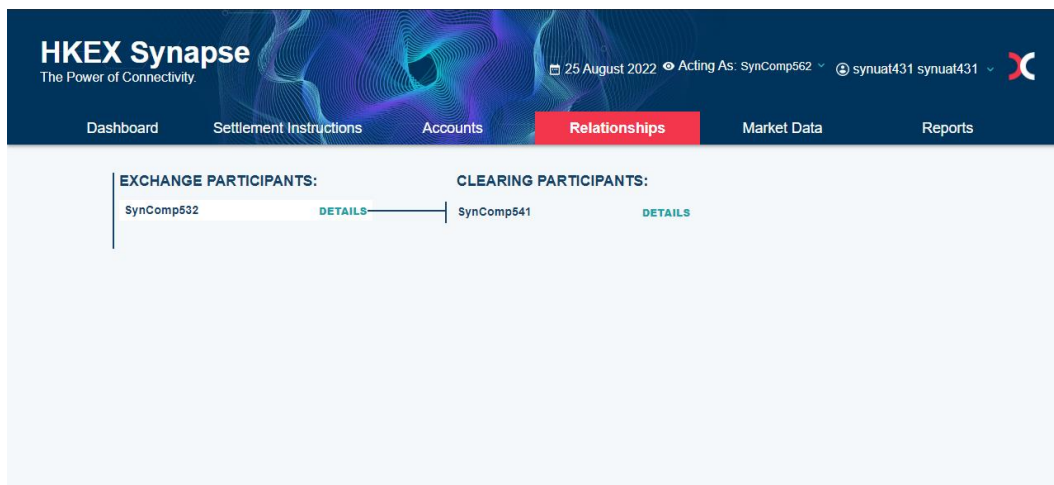 HKEX Synapse
The Power of Connectivity.
25 August 2022 Acting As: SynComp562 synuat431 synuat431
Dashboard Settlement Instructions Accounts Relationships Market Data Reports
EXCHANGE PARTICIPANTS: CLEARING PARTICIPANTS:
SynComp532 DETAILS SynComp541 DETAILS